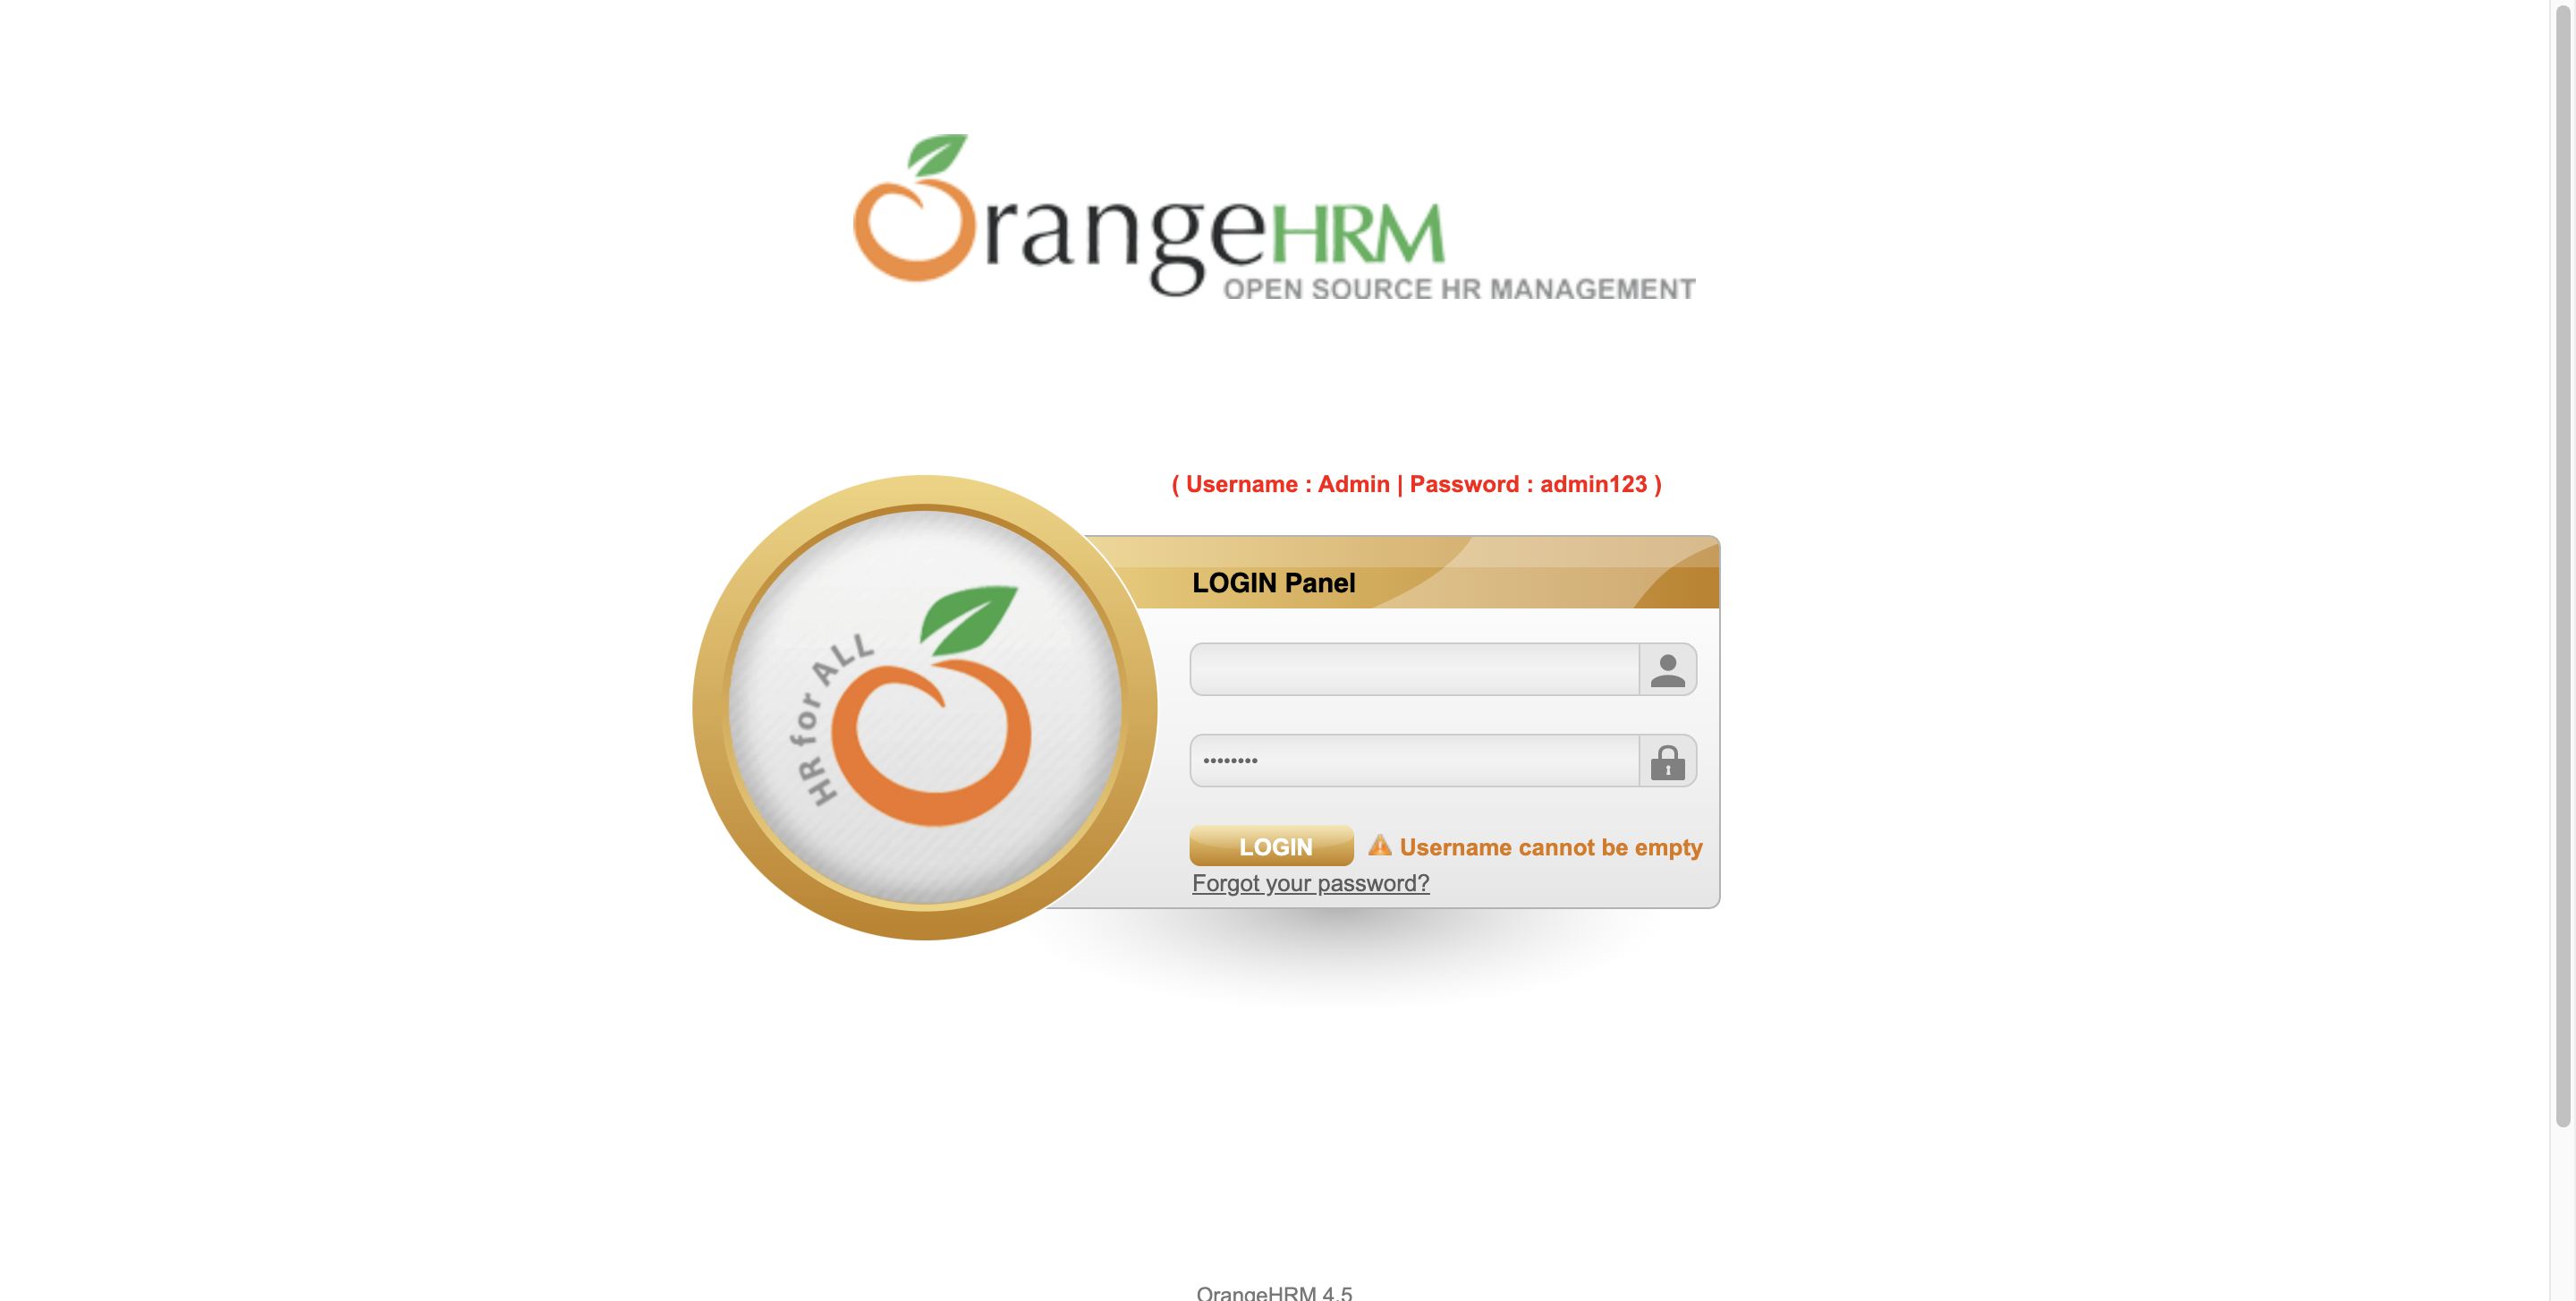 OrangeHRM
OPEN SOURCE HR MANAGEMENT
( Username : Admin | Password : admin123 )
HR for ALL
LOGIN Panel
••••••••
LOGIN
Username cannot be empty
Forgot your password?
OrangeHRM 4.5